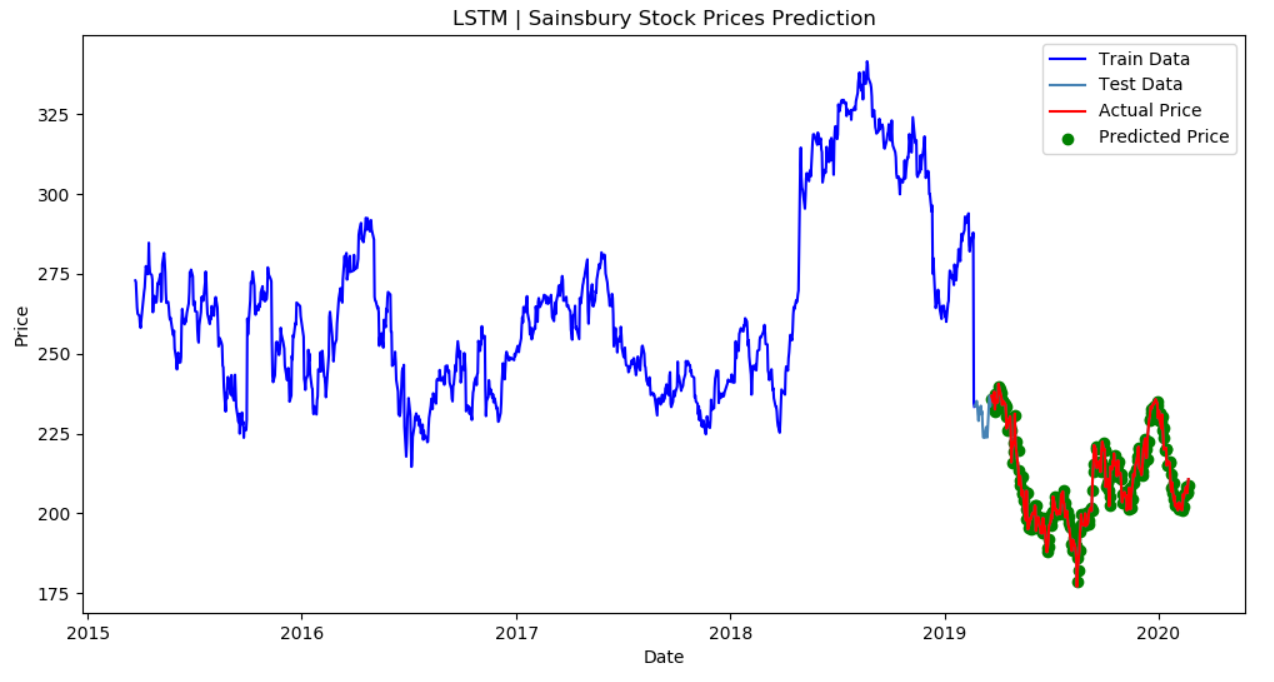 LSTM | Sainsbury Stock Prices Prediction
Train Data
Test Data
Actual Price
Predicted Price
Price
325
300
275
250
225
200
175
2015 2016 2017 2018 2019 2020
Date